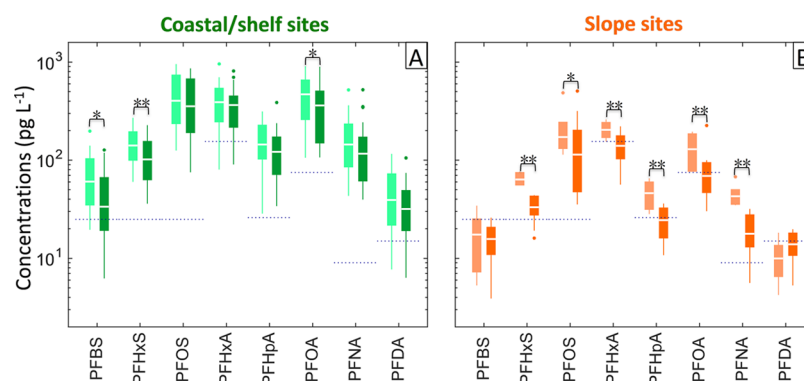 Coastal/shelf sites
Slope sites
Concentrations (pg L⁻¹)
10³
10²
10¹
A
* ** *
PFBS
PFHxS
PFOS
PFHxA
PFHpA
PFOA
PFNA
PFDA
** * ** ** ** **
PFBS
PFHxS
PFOS
PFHxA
PFHpA
PFOA
PFNA
PFDA